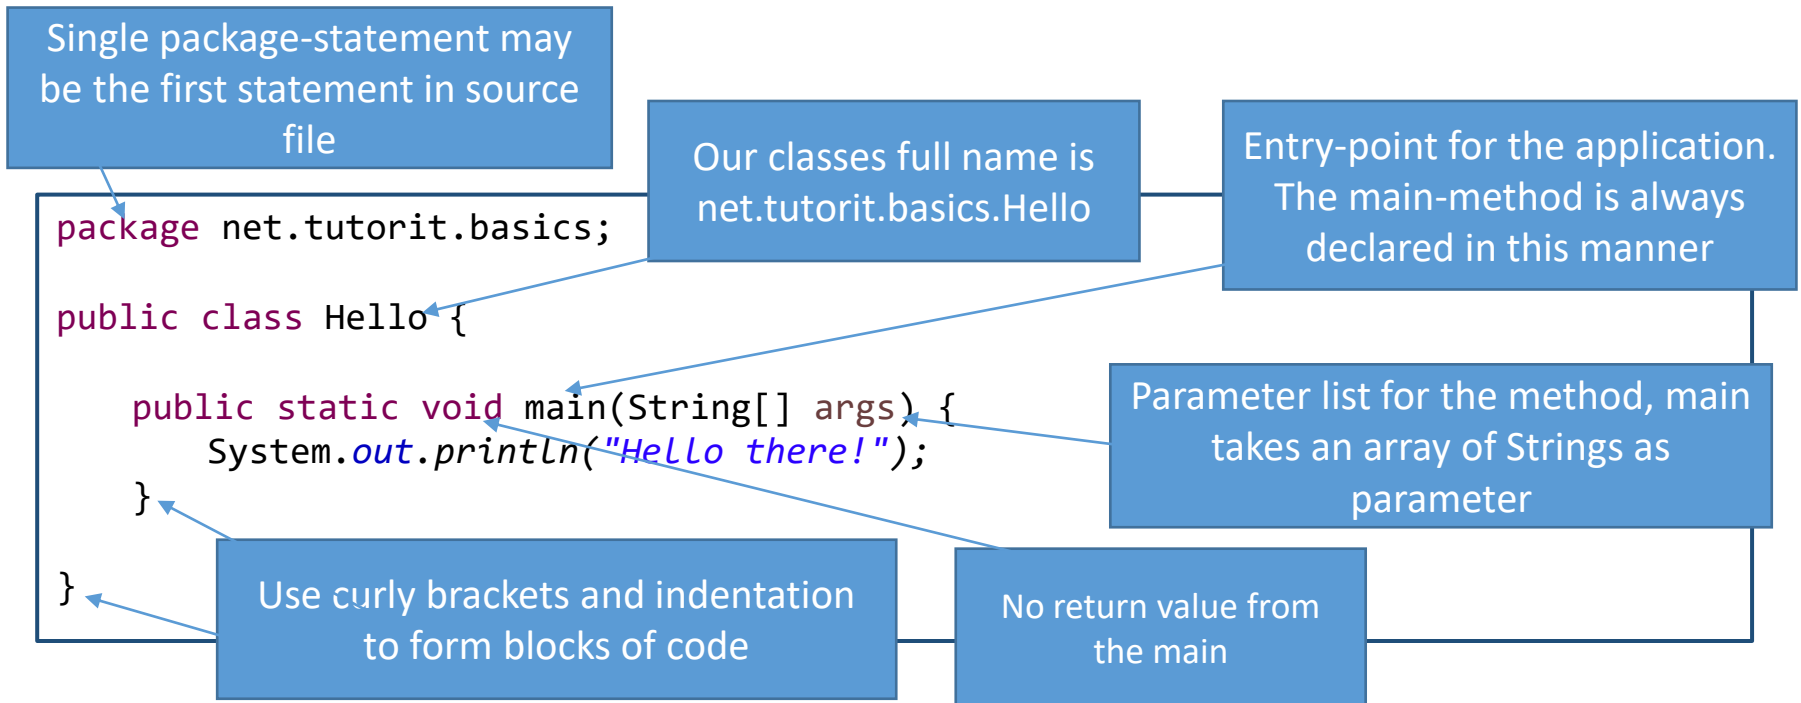 Single package-statement may
be the first statement in source
file
Our classes full name is
net.tutorit.basics.Hello
Entry-point for the application.
The main-method is always
declared in this manner
package net.tutorit.basics;
public class Hello {
public static void main(String[] args) {
System.out.println("Hello there!");
}
}
Parameter list for the method, main
takes an array of Strings as
parameter
Use curly brackets and indentation
to form blocks of code
No return value from
the main